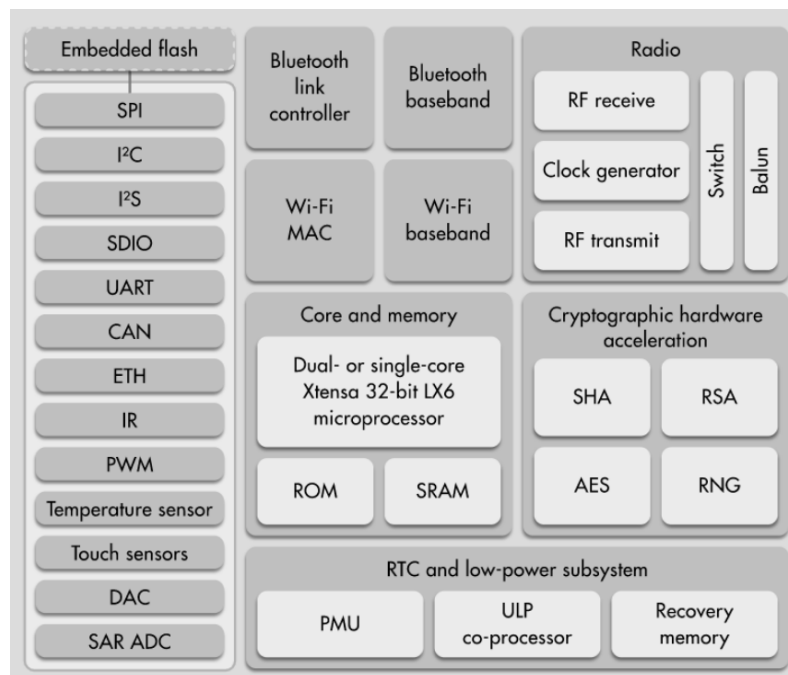 Embedded flash
SPI
I²C
I²S
SDIO
UART
CAN
ETH
IR
PWM
Temperature sensor
Touch sensors
DAC
SAR ADC
Bluetooth
link
controller
Bluetooth
baseband
Wi-Fi
MAC
Wi-Fi
baseband
Radio
RF receive
Clock generator
RF transmit
Switch
Balun
Core and memory
Dual- or single-core
Xtensa 32-bit LX6
microprocessor
ROM
SRAM
Cryptographic hardware
acceleration
SHA
RSA
AES
RNG
RTC and low-power subsystem
PMU
ULP
co-processor
Recovery
memory